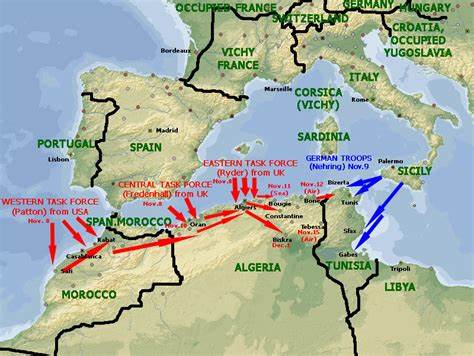 OCCUPIED FRANCE
GERMANY
SWITZERLAND
HUNGARY
CROATIA,
OCCUPIED
YUGOSLAVIA
VICHY
FRANCE
Bordeaux
Marseille
ITALY
CORSICA
(VICHY)
Rome
PORTUGAL
Madrid
SPAIN
Lisbon
SARDINIA
EASTERN TASK FORCE
(Ryder) from UK
Nov.8
GERMAN TROOPS
(Nehring) Nov.9
Palermo
SICILY
CENTRAL TASK FORCE
(Fredenhall) from UK
Nov.8
Nov.11
(Sea)
Nov.12
(Air)
Bizerta
WESTERN TASK FORCE
(Patton) from USA
Nov. 8
SPAN.MOROCCO
Nov.10
Oran
Algiers
Bougie
Bone
Tunis
Constantine
Rabat
Casablanca
Safi
Biskra
Dec.1
Tebessa
Nov.15
(Air)
Sfax
Gabes
TUNISIA
Tripoli
ALGERIA
LIBYA
MOROCCO